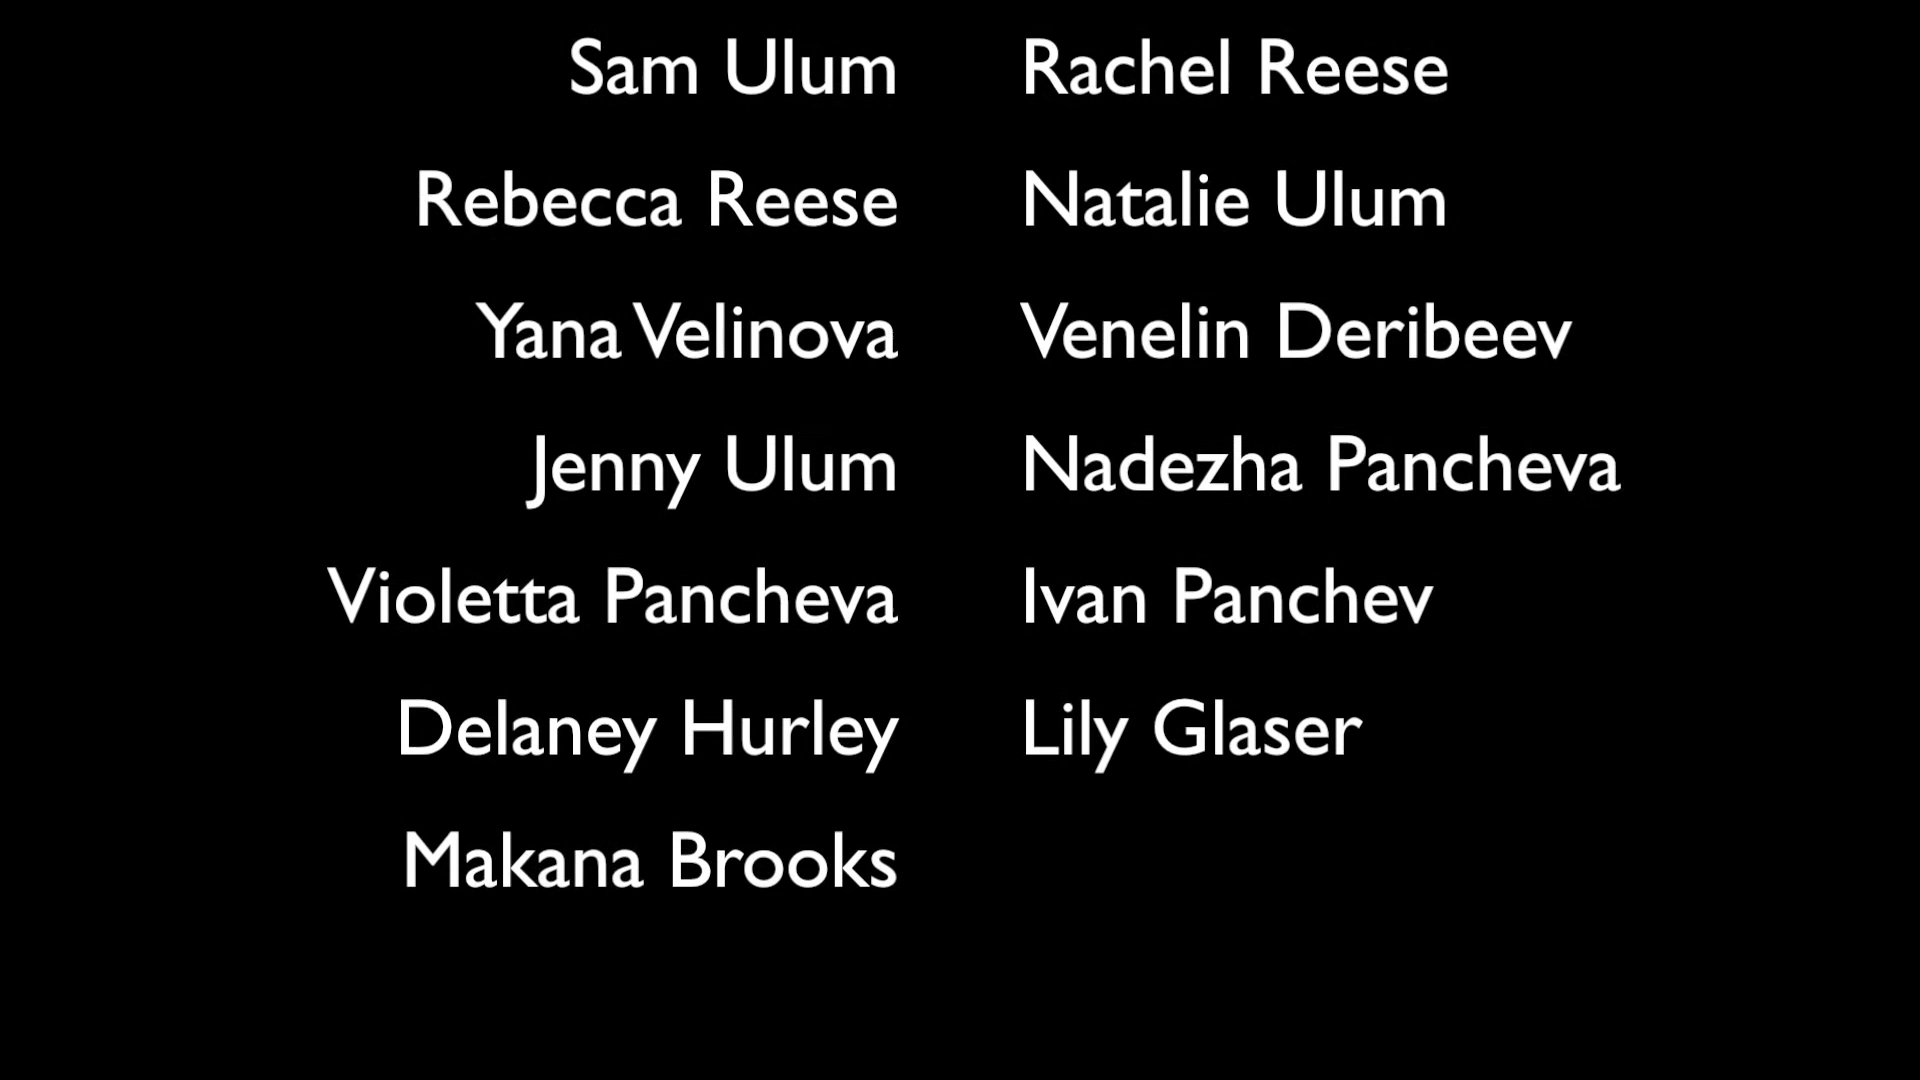 Sam Ulum Rachel Reese
Rebecca Reese Natalie Ulum
Yana Velinova Venelin Deribeev
Jenny Ulum Nadezha Pancheva
Violetta Pancheva Ivan Panchev
Delaney Hurley Lily Glaser
Makana Brooks